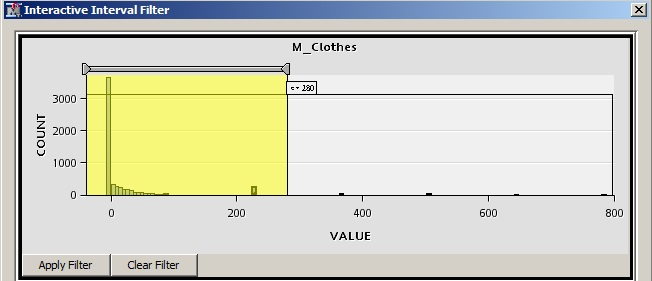 Interactive Interval Filter
M_Clothes
<= 280
COUNT
3000
2000
1000
0
0 200 400 600 800
VALUE
Apply Filter Clear Filter